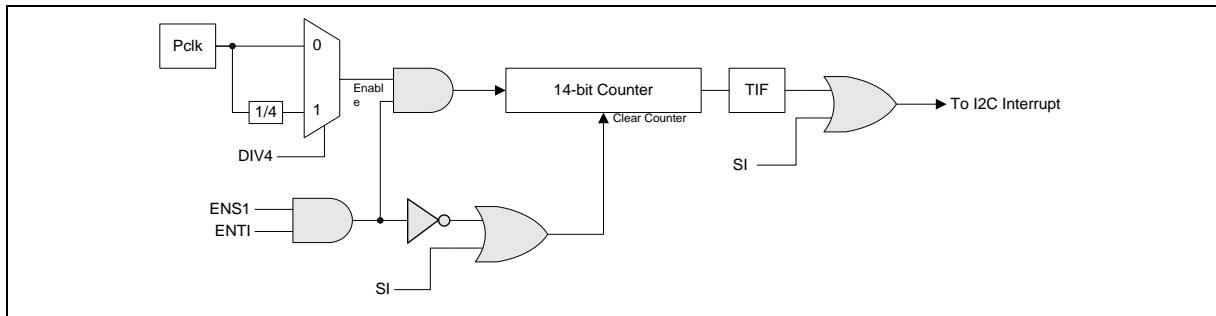 Pclk
0
1/4
1
DIV4
Enabl
e
14-bit Counter
Clear Counter
TIF
To I2C Interrupt
SI
ENS1
ENTI
SI